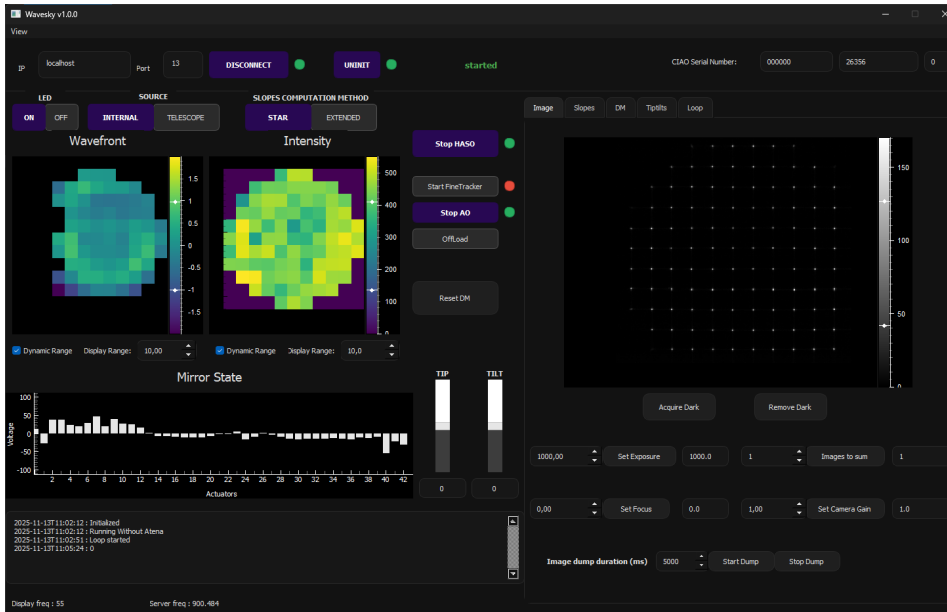 Wavesky v1.0.0
View
IP localhost Port 13 DISCONNECT UNINIT started CIAO Serial Number: 000000 26356 0
LED SOURCE SLOPES COMPUTATION METHOD
ON OFF INTERNAL TELESCOPE STAR EXTENDED
Wavefront Intensity
1.5
1
0.5
0
-0.5
-1
-1.5
500
400
300
200
100
0
Dynamic Range Display Range: 10,00
Dynamic Range Display Range: 10,0
Stop HASO
Start FineTracker
Stop AO
OffLoad
Reset DM
Mirror State
Voltage
100
50
0
-50
-100
2 4 6 8 10 12 14 16 18 20 22 24 26 28 30 32 34 36 38 40 42
Actuators
TIP TILT
0 0
2025-11-13T11:02:12 : Initialized
2025-11-13T11:02:12 : Running Without Atena
2025-11-13T11:02:51 : Loop started
2025-11-13T11:05:24 : 0
Display freq : 55 Server freq : 900.484
Image Slopes DM Tiptilts Loop
150
100
50
0
Acquire Dark Remove Dark
1000,00 Set Exposure 1000.0 1 Images to sum 1
0,00 Set Focus 0.0 1,00 Set Camera Gain 1.0
Image dump duration (ms) 5000 Start Dump Stop Dump